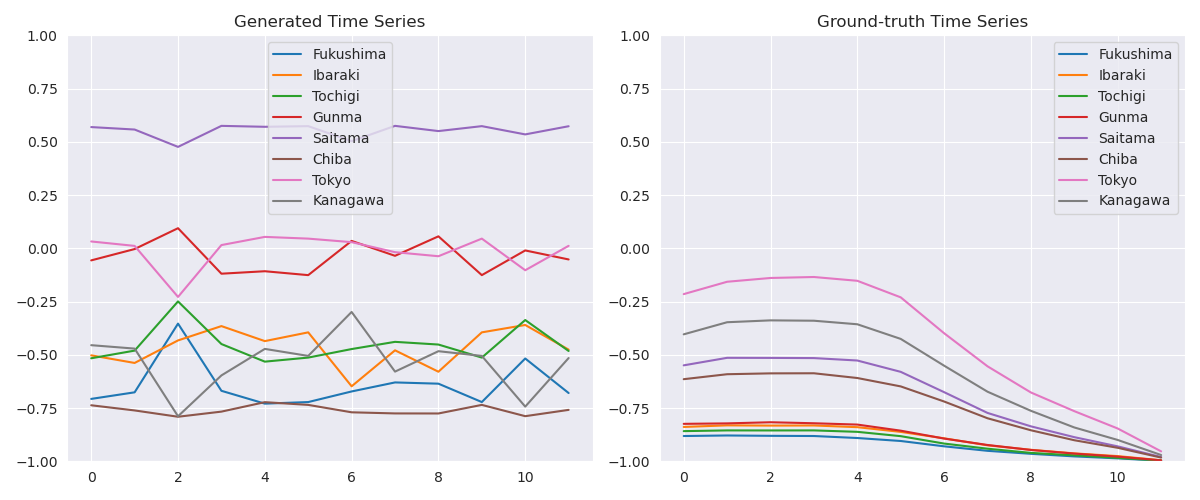 Generated Time Series
1.00
0.75
0.50
0.25
0.00
−0.25
−0.50
−0.75
−1.00
0 2 4 6 8 10
Fukushima
Ibaraki
Tochigi
Gunma
Saitama
Chiba
Tokyo
Kanagawa
Ground-truth Time Series
1.00
0.75
0.50
0.25
0.00
−0.25
−0.50
−0.75
−1.00
0 2 4 6 8 10
Fukushima
Ibaraki
Tochigi
Gunma
Saitama
Chiba
Tokyo
Kanagawa